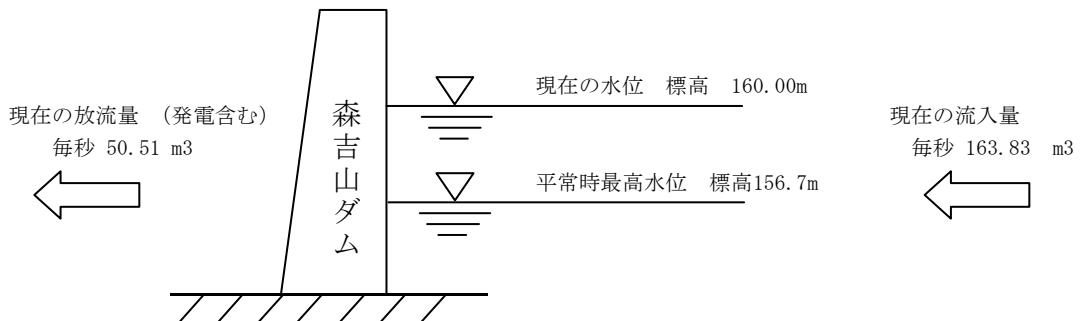 現在の水位　標高　160.00m
現在の放流量　(発電含む)
毎秒 50.51 m3
森吉山ダム
現在の流入量
毎秒 163.83　m3
平常時最高水位　標高156.7m